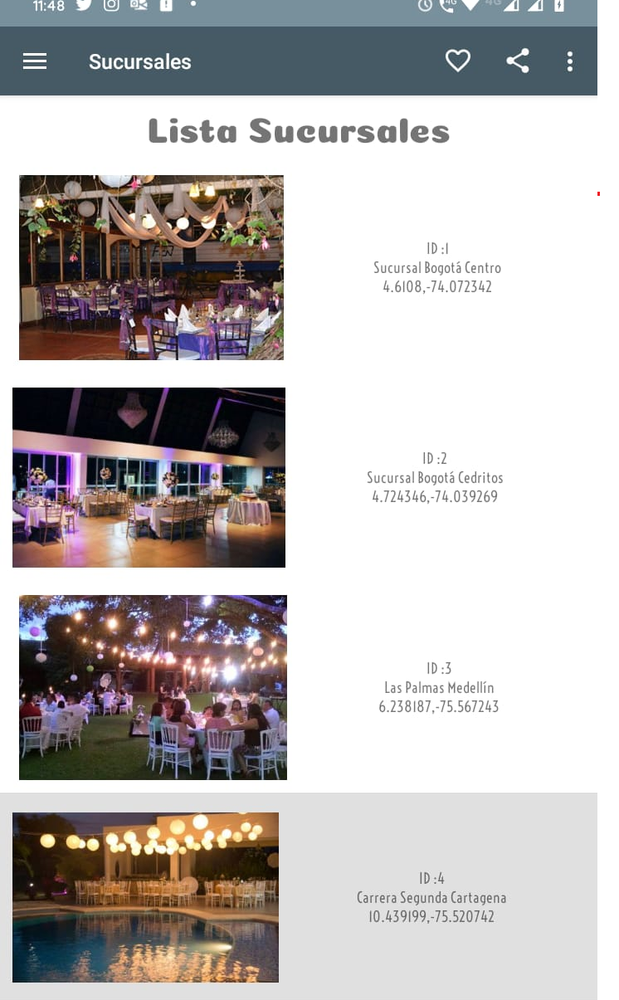 11:48
4G
4G
Sucursales
Lista Sucursales
ID :1
Sucursal Bogotá Centro
4.6108,-74.072342
ID :2
Sucursal Bogotá Cedritos
4.724346,-74.039269
ID :3
Las Palmas Medellín
6.238187,-75.567243
ID :4
Carrera Segunda Cartagena
10.439199,-75.520742